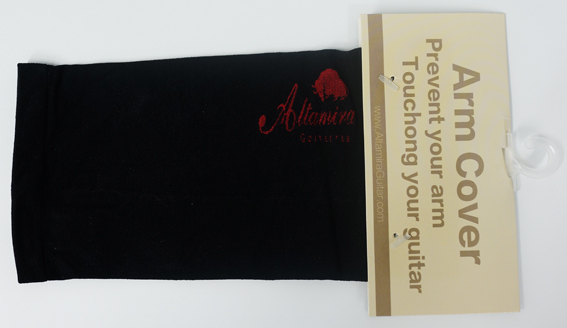 Altamira
Guitars
Arm Cover
Prevent your arm
Touchong your guitar
www.AltamiraGuitar.com